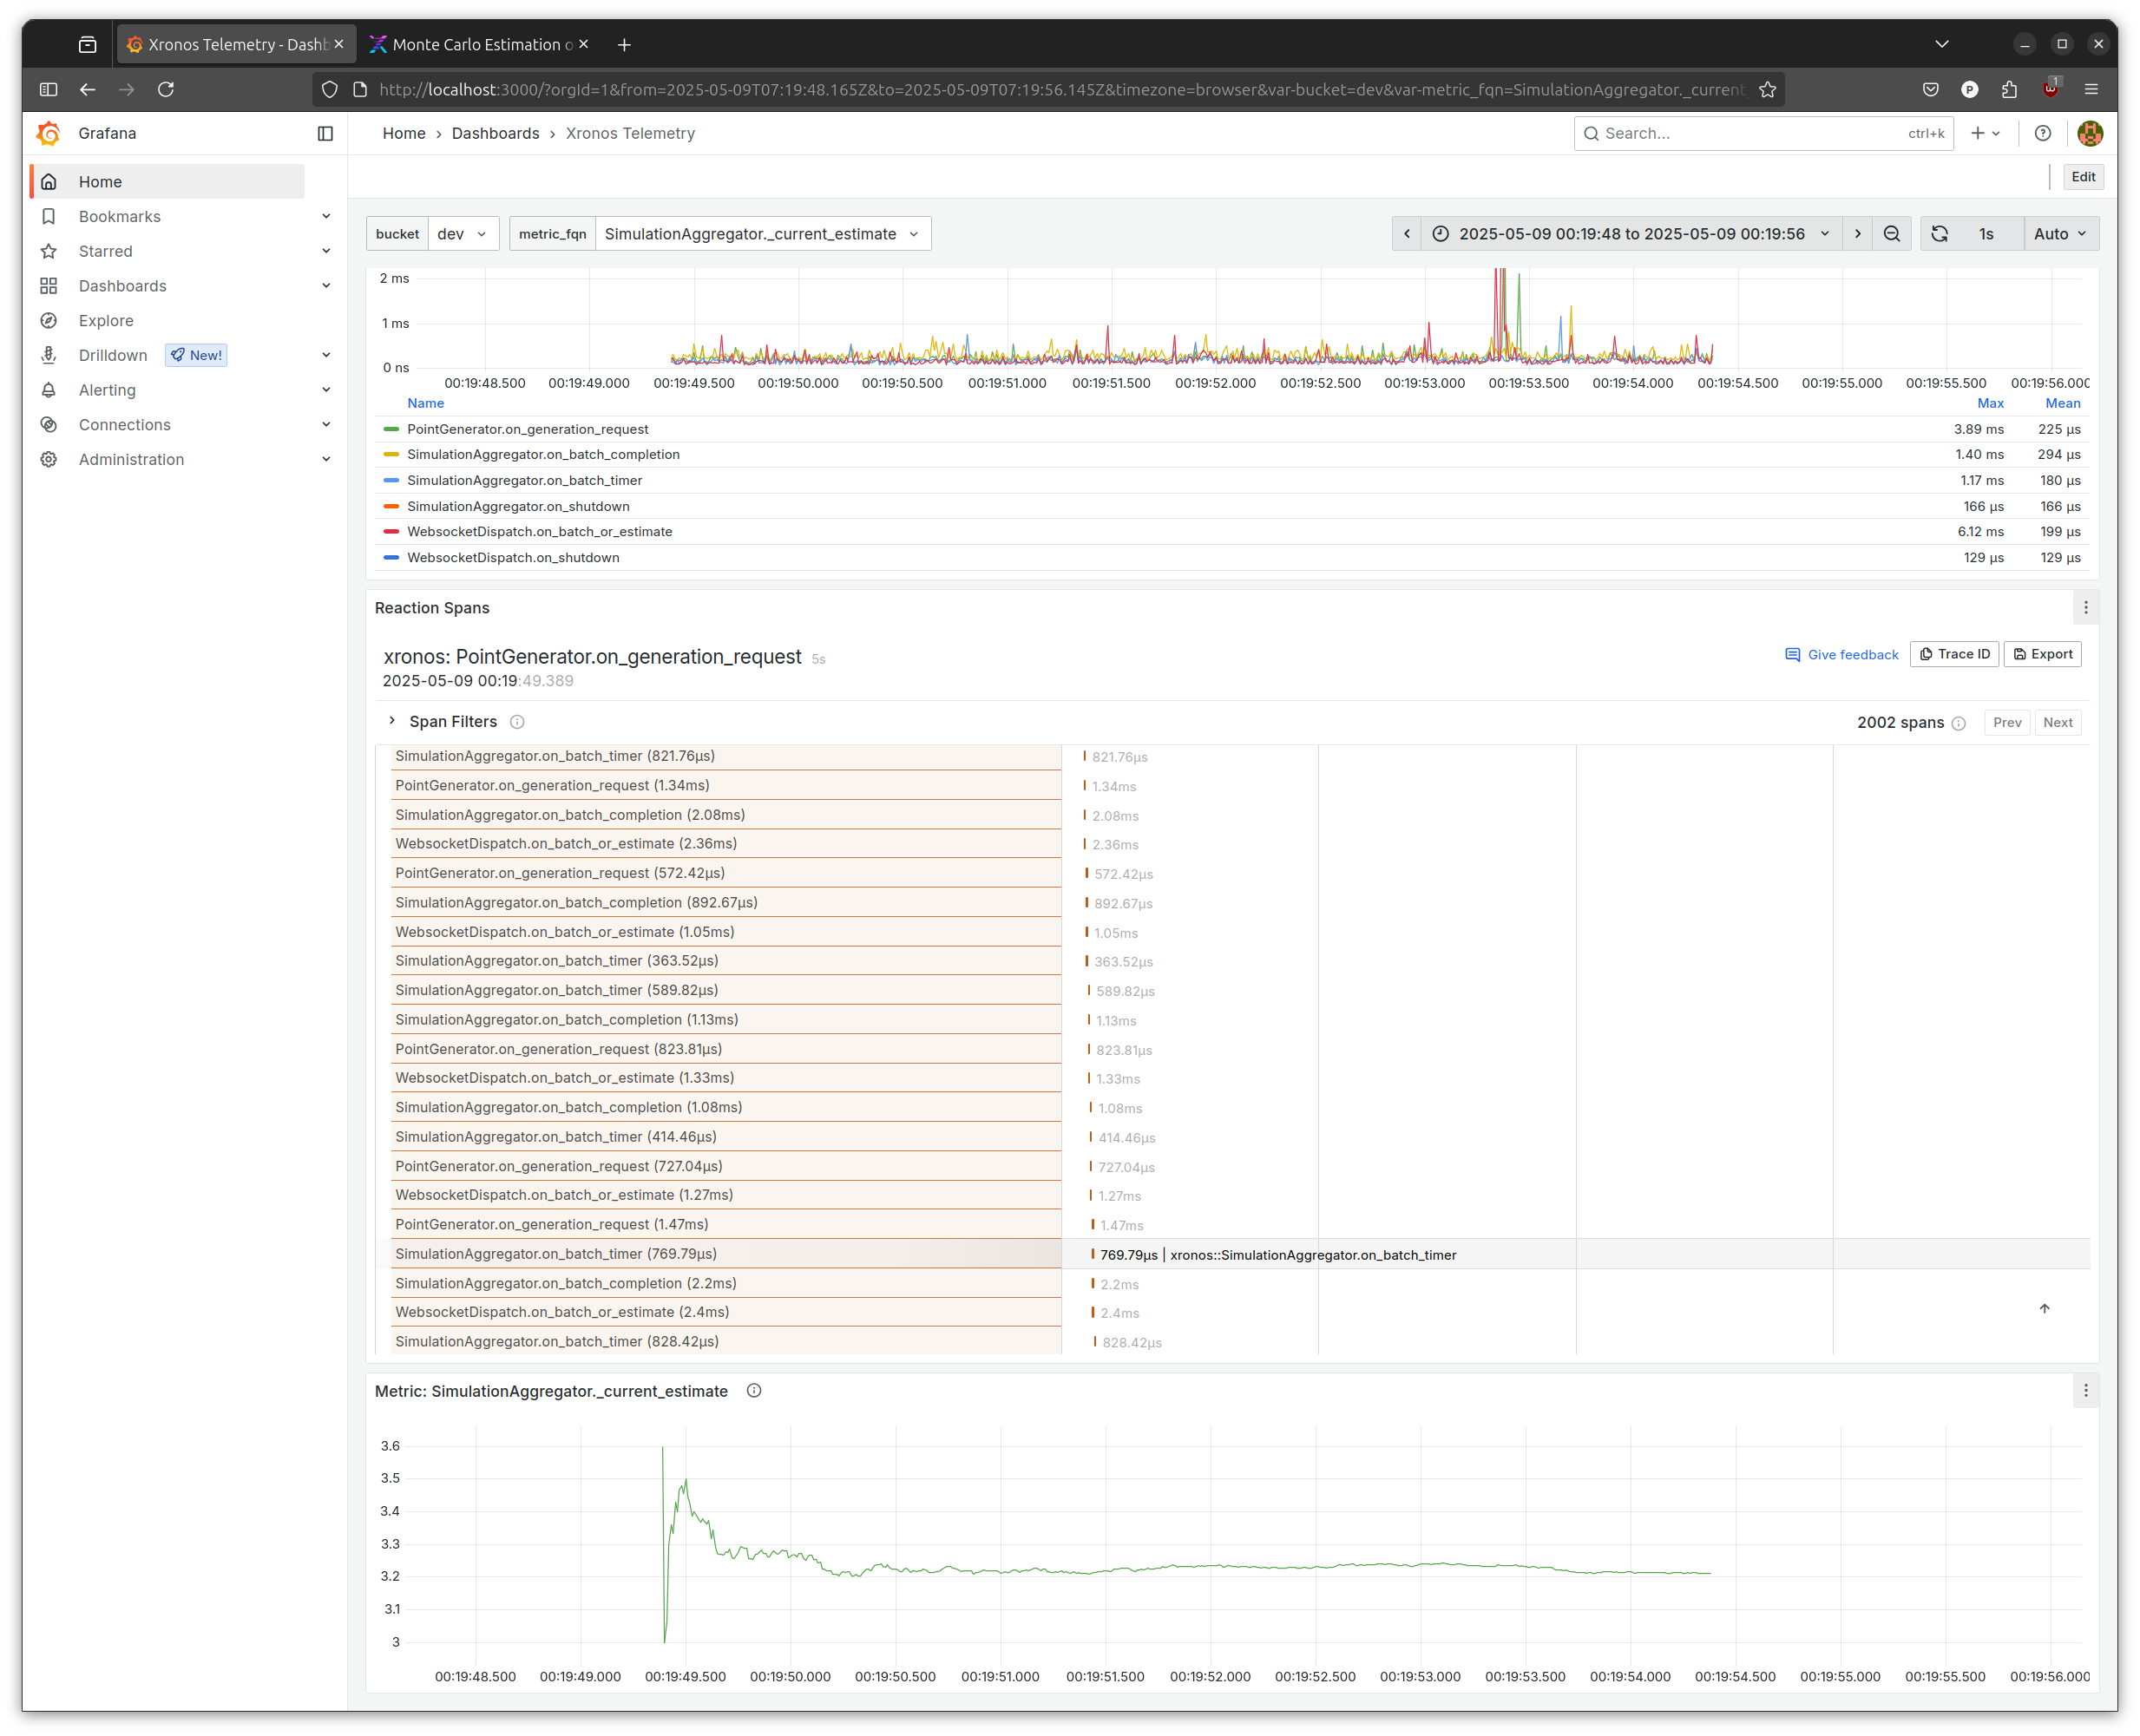 Xronos Telemetry - Dashb
Monte Carlo Estimation o
http://localhost:3000/?orgId=1&from=2025-05-09T07:19:48.165Z&to=2025-05-09T07:19:56.145Z&timezone=browser&var-bucket=dev&var-metric_fqn=SimulationAggregator._current_
1
Grafana
Home › Dashboards › Xronos Telemetry
Search... ctrl+k
Home
Bookmarks
Starred
Dashboards
Explore
Drilldown New!
Alerting
Connections
Administration
Edit
bucket dev metric_fqn SimulationAggregator._current_estimate
2025-05-09 00:19:48 to 2025-05-09 00:19:56 1s Auto
2 ms
1 ms
0 ns
00:19:48.500 00:19:49.000 00:19:49.500 00:19:50.000 00:19:50.500 00:19:51.000 00:19:51.500 00:19:52.000 00:19:52.500 00:19:53.000 00:19:53.500 00:19:54.000 00:19:54.500 00:19:55.000 00:19:55.500 00:19:56.000
Name Max Mean
PointGenerator.on_generation_request 3.89 ms 225 µs
SimulationAggregator.on_batch_completion 1.40 ms 294 µs
SimulationAggregator.on_batch_timer 1.17 ms 180 µs
SimulationAggregator.on_shutdown 166 µs 166 µs
WebsocketDispatch.on_batch_or_estimate 6.12 ms 199 µs
WebsocketDispatch.on_shutdown 129 µs 129 µs
Reaction Spans
xronos: PointGenerator.on_generation_request 5s
Give feedback Trace ID Export
2025-05-09 00:19:49.389
Span Filters
2002 spans Prev Next
SimulationAggregator.on_batch_timer (821.76µs) 821.76µs
PointGenerator.on_generation_request (1.34ms) 1.34ms
SimulationAggregator.on_batch_completion (2.08ms) 2.08ms
WebsocketDispatch.on_batch_or_estimate (2.36ms) 2.36ms
PointGenerator.on_generation_request (572.42µs) 572.42µs
SimulationAggregator.on_batch_completion (892.67µs) 892.67µs
WebsocketDispatch.on_batch_or_estimate (1.05ms) 1.05ms
SimulationAggregator.on_batch_timer (363.52µs) 363.52µs
SimulationAggregator.on_batch_timer (589.82µs) 589.82µs
SimulationAggregator.on_batch_completion (1.13ms) 1.13ms
PointGenerator.on_generation_request (823.81µs) 823.81µs
WebsocketDispatch.on_batch_or_estimate (1.33ms) 1.33ms
SimulationAggregator.on_batch_completion (1.08ms) 1.08ms
SimulationAggregator.on_batch_timer (414.46µs) 414.46µs
PointGenerator.on_generation_request (727.04µs) 727.04µs
WebsocketDispatch.on_batch_or_estimate (1.27ms) 1.27ms
PointGenerator.on_generation_request (1.47ms) 1.47ms
SimulationAggregator.on_batch_timer (769.79µs) 769.79µs | xronos::SimulationAggregator.on_batch_timer
SimulationAggregator.on_batch_completion (2.2ms) 2.2ms
WebsocketDispatch.on_batch_or_estimate (2.4ms) 2.4ms
SimulationAggregator.on_batch_timer (828.42µs) 828.42µs
Metric: SimulationAggregator._current_estimate
3.6
3.5
3.4
3.3
3.2
3.1
3
00:19:48.500 00:19:49.000 00:19:49.500 00:19:50.000 00:19:50.500 00:19:51.000 00:19:51.500 00:19:52.000 00:19:52.500 00:19:53.000 00:19:53.500 00:19:54.000 00:19:54.500 00:19:55.000 00:19:55.500 00:19:56.000